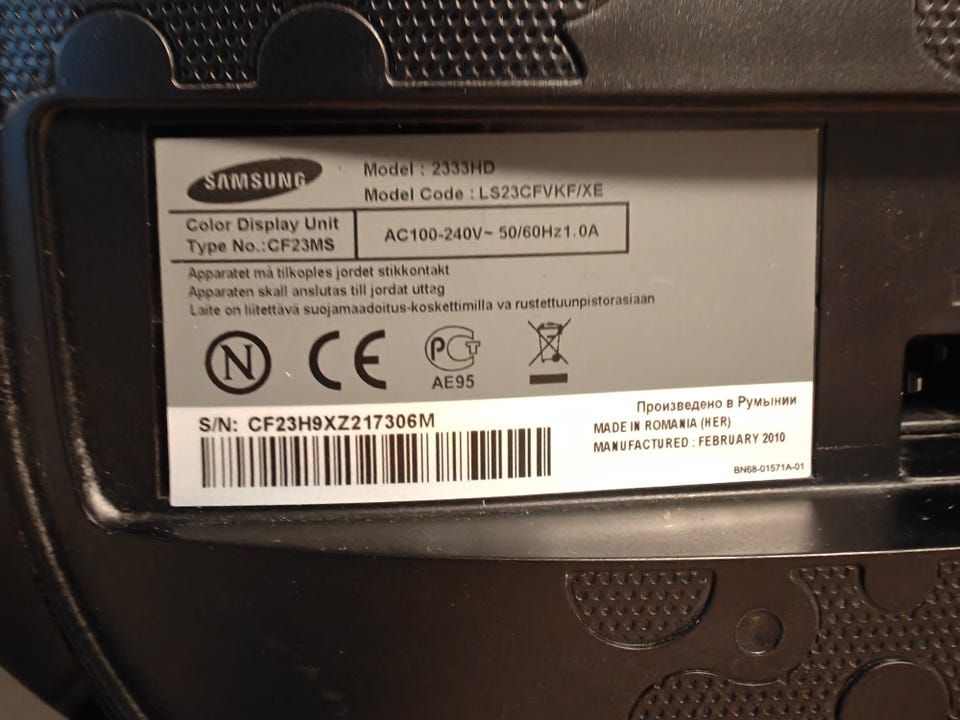 SAMSUNG
Model : 2333HD
Model Code : LS23CFVKF/XE
Color Display Unit
Type No.:CF23MS
AC100-240V~ 50/60Hz1.0A
Apparatet må tilkoples jordet stikkontakt
Apparaten skall anslutas till jordat uttag
Laite on liitettävä suojamaadoitus-koskettimilla va rustettuunpistorasiaan
N
CE
PCT
AE95
S/N: CF23H9XZ217306M
Произведено в Румынии
MADE IN ROMANIA (HER)
MANUFACTURED : FEBRUARY 2010
BN68-01571A-01